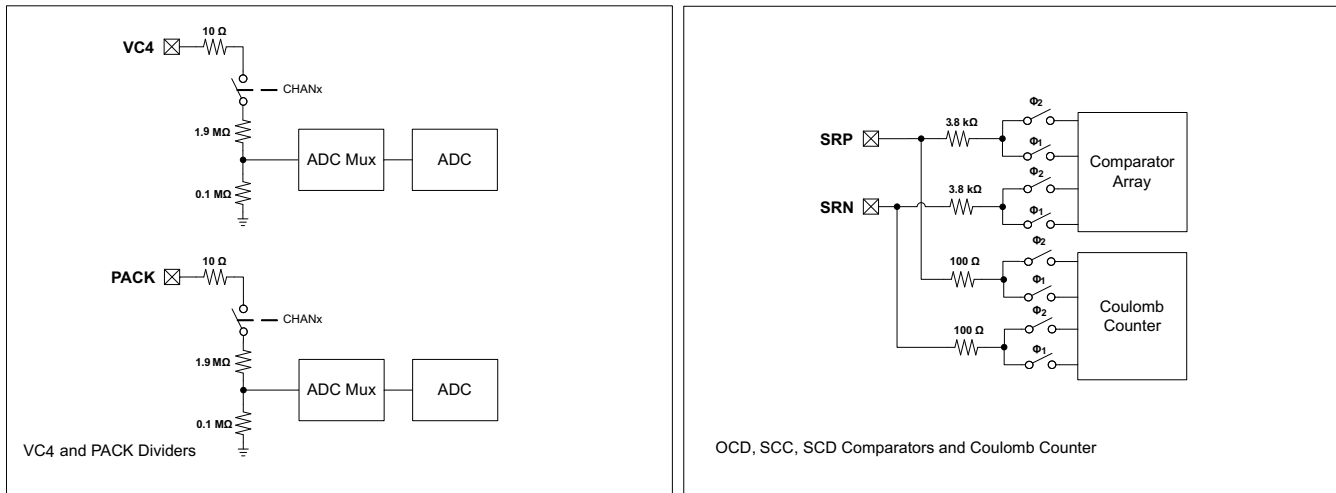 10 Ω
VC4
CHANx
1.9 MΩ
ADC Mux
ADC
0.1 MΩ
10 Ω
PACK
CHANx
1.9 MΩ
ADC Mux
ADC
0.1 MΩ
VC4 and PACK Dividers
Φ2
3.8 kΩ
SRP
Φ1
Comparator
Array
Φ2
3.8 kΩ
SRN
Φ1
Φ2
100 Ω
Φ1
Coulomb
Counter
Φ2
100 Ω
Φ1
OCD, SCC, SCD Comparators and Coulomb Counter